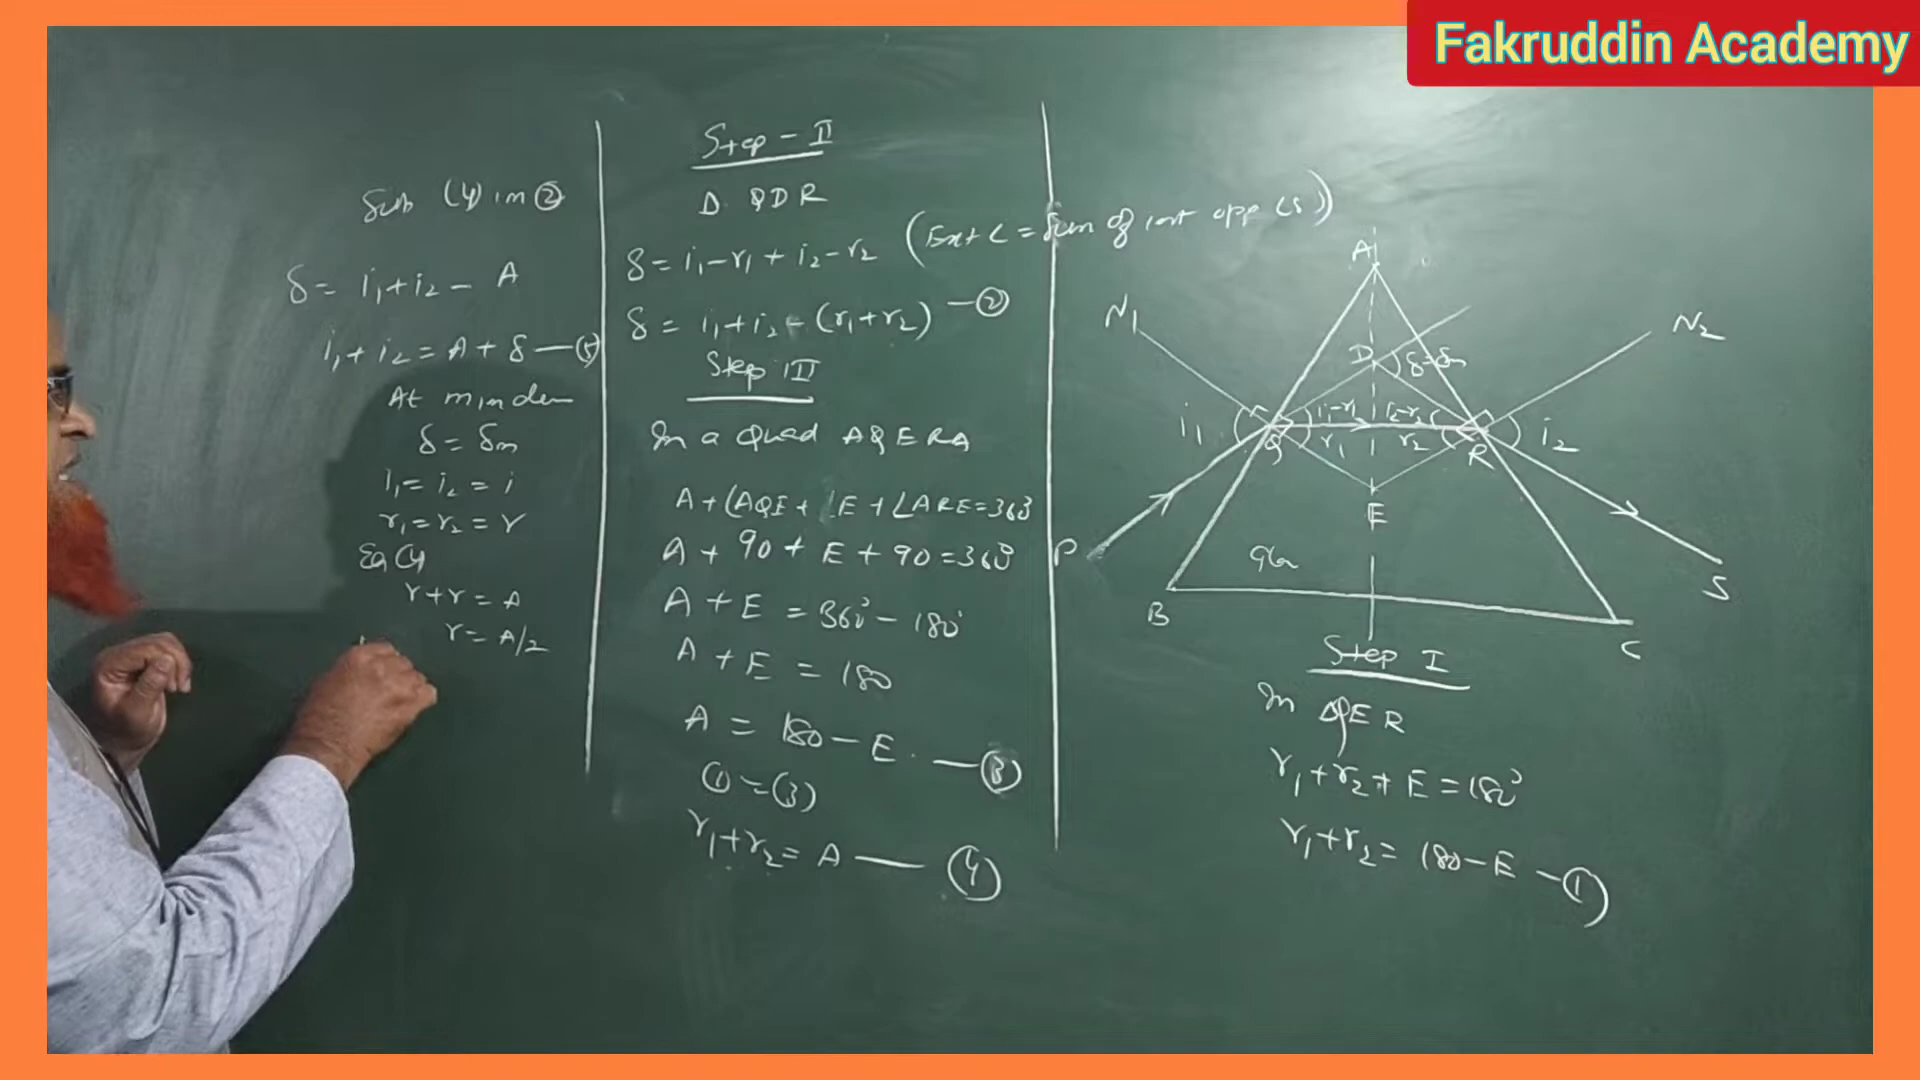 Fakruddin Academy
Sub (4) in ②
δ = i₁+i₂ - A
i₁+i₂ = A + δ — (5)
At min dev
δ = δm
i₁ = i₂ = i
r₁ = r₂ = r
Eq (4)
r+r = A
r = A/2
Step - II
Δ QDR
δ = i₁-r₁ + i₂-r₂ (Ext ∠ = Sum of int opp ∠s)
δ = i₁+i₂ - (r₁+r₂) — ②
Step III
In a Quad AQERA
A + ∠AQE + ∠E + ∠ARE = 360
A + 90 + E + 90 = 360°
A + E = 360° - 180°
A + E = 180
A = 180 - E — ③
① = (3)
r₁+r₂ = A — ④
A
N₁
N₂
D
δ = δm
i₁
i₁-r₁
i₂-r₂
i₂
Q
r₁
r₂
R
E
P
S
B
C
Step I
In ΔQER
r₁+r₂+E = 180°
r₁+r₂ = 180-E — ①